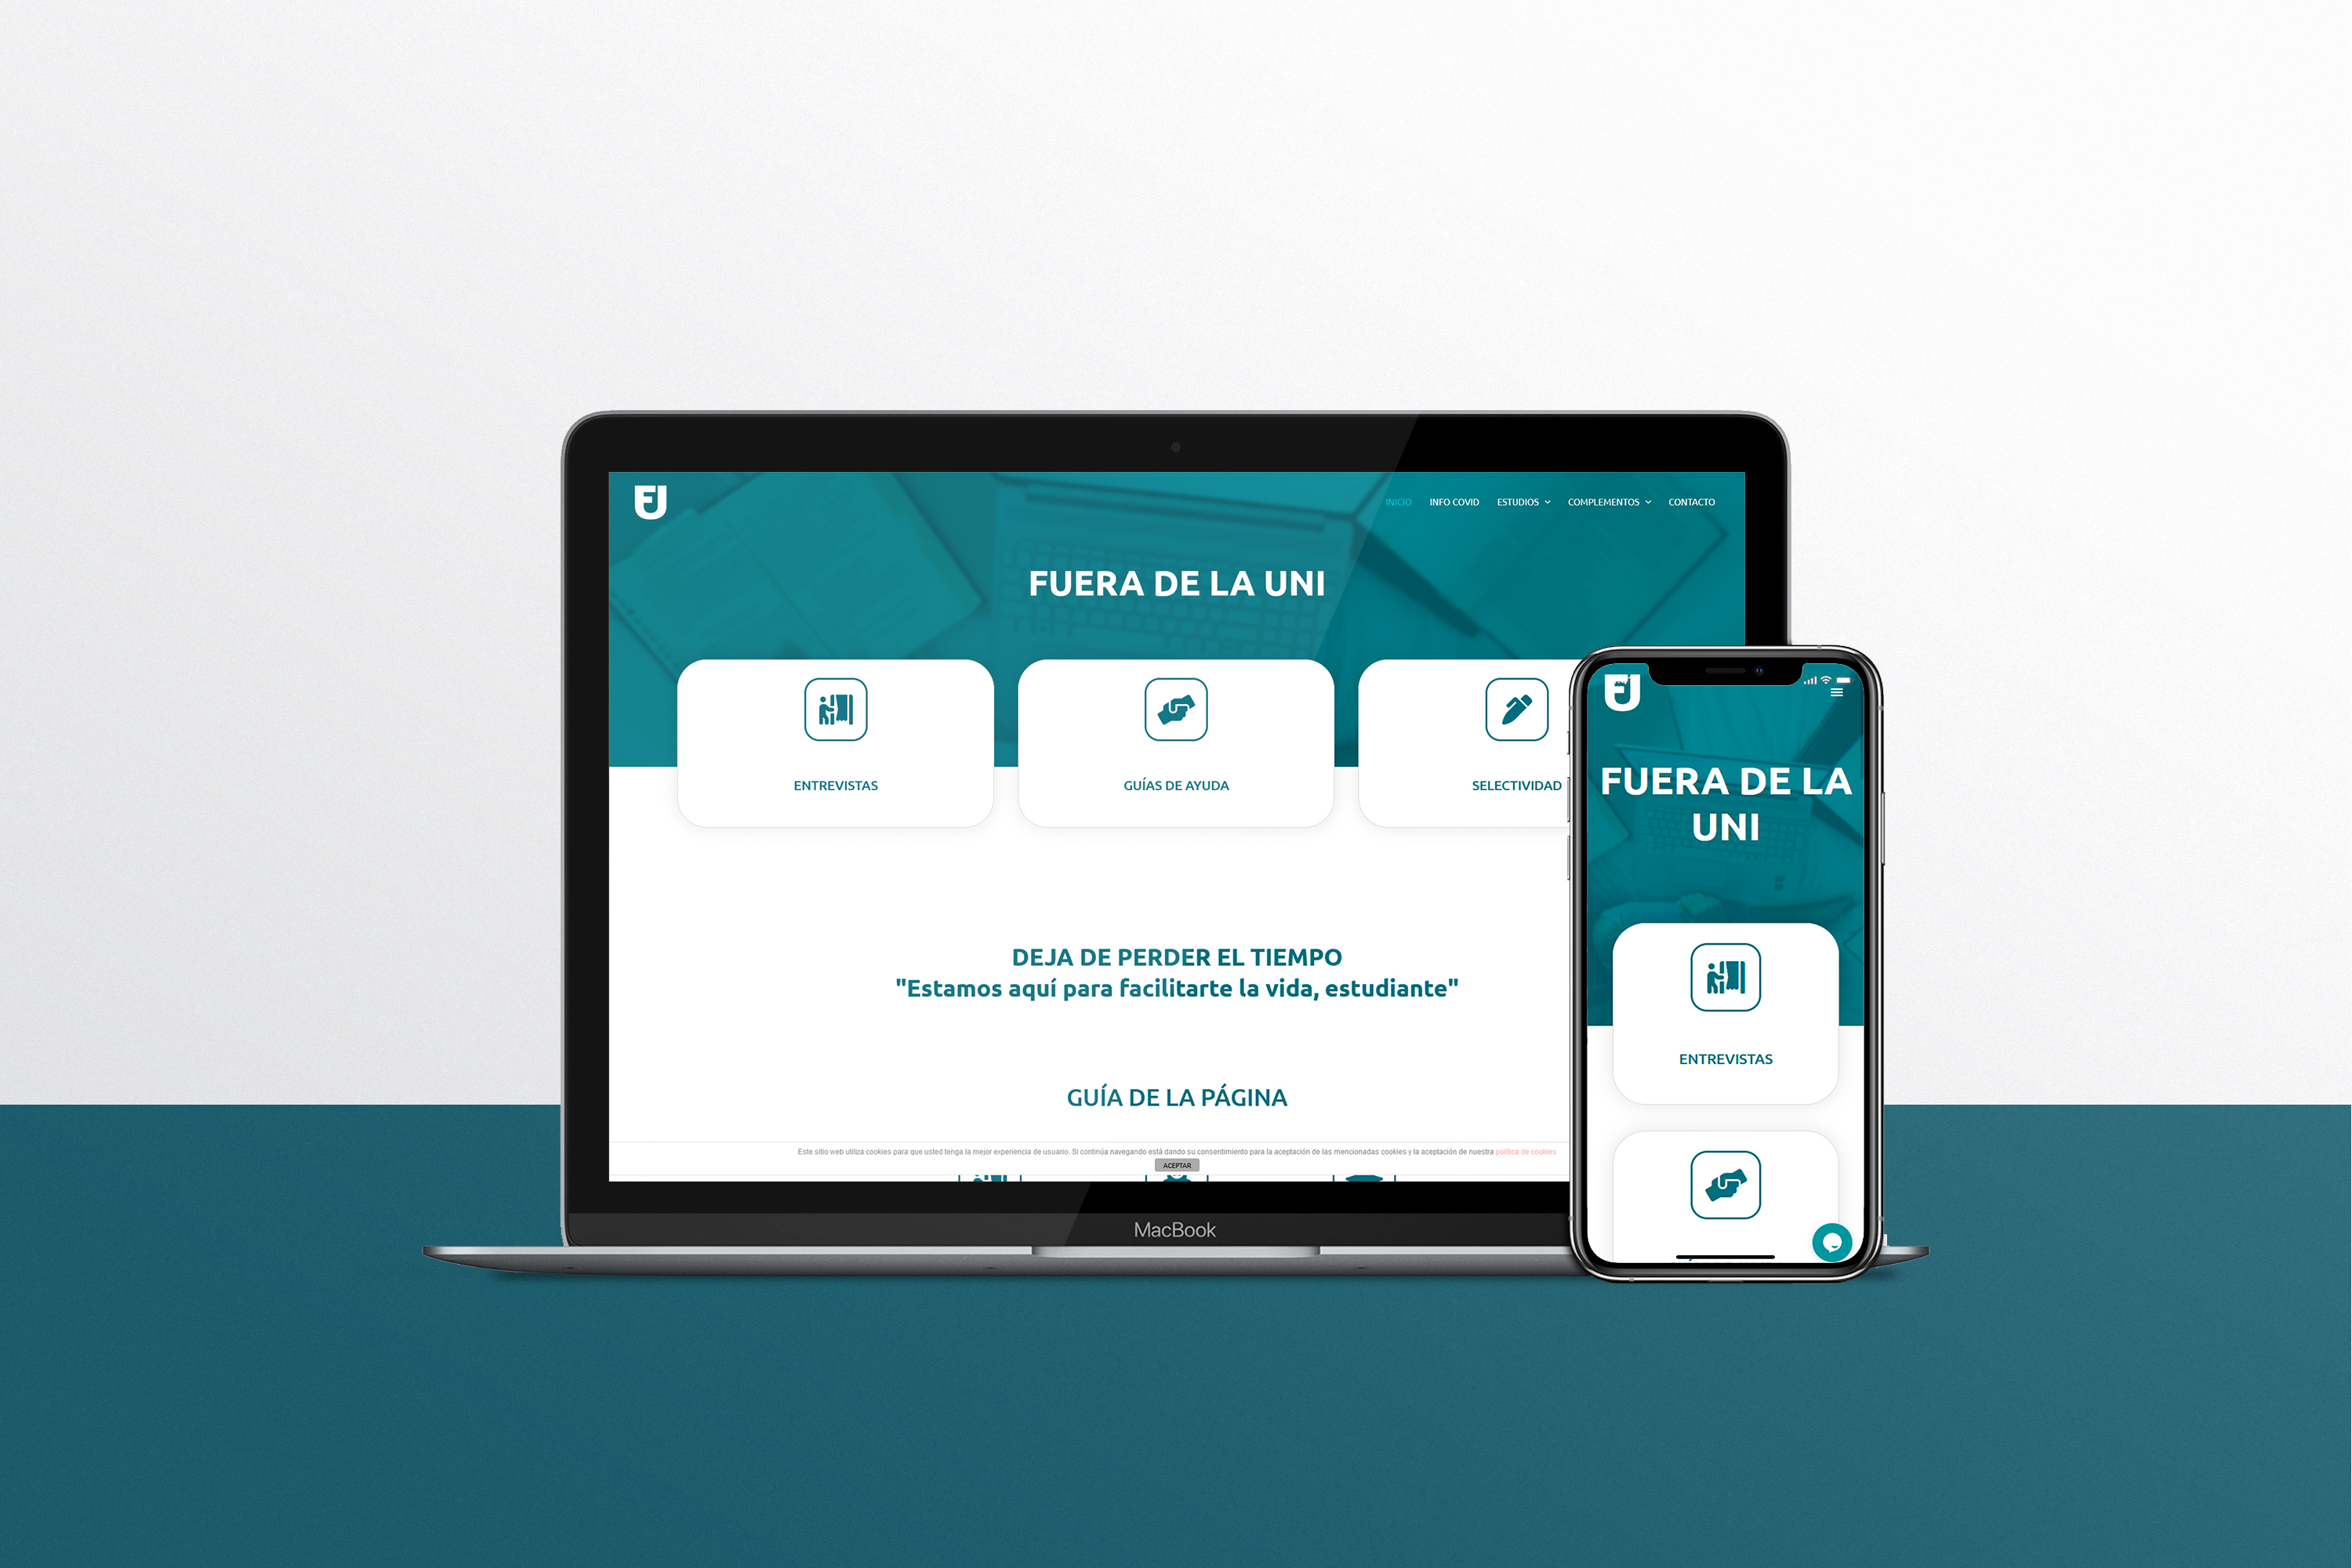 INICIO INFO COVID ESTUDIOS COMPLEMENTOS CONTACTO
FUERA DE LA UNI
ENTREVISTAS
GUÍAS DE AYUDA
SELECTIVIDAD
DEJA DE PERDER EL TIEMPO
"Estamos aquí para facilitarte la vida, estudiante"
GUÍA DE LA PÁGINA
Este sitio web utiliza cookies para que usted tenga la mejor experiencia de usuario. Si continúa navegando está dando su consentimiento para la aceptación de las mencionadas cookies y la aceptación de nuestra política de cookies
ACEPTAR
MacBook
FUERA DE LA
UNI
ENTREVISTAS